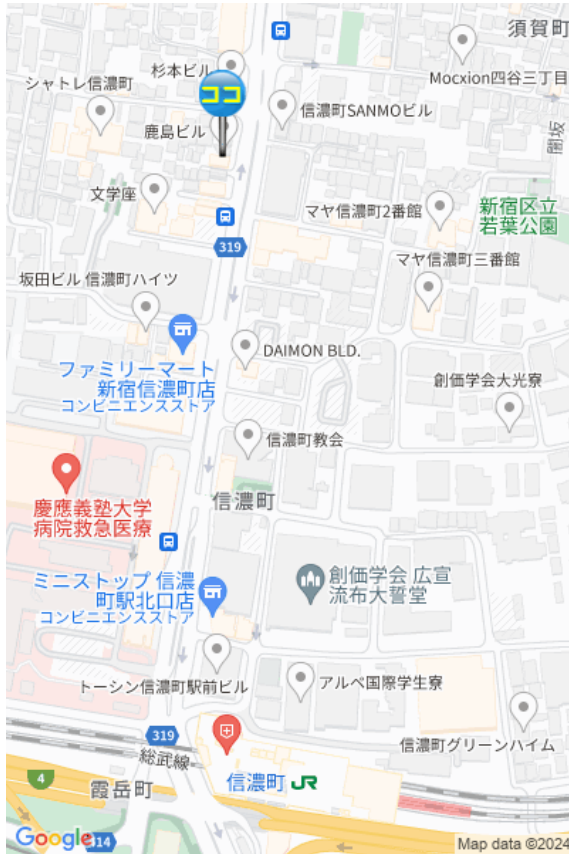 須賀町
杉本ビル
シャトレ信濃町
Mocxion四谷三丁目
ココ
信濃町SANMOビル
鹿島ビル
闇坂
文学座
マヤ信濃町2番館
新宿区立
若葉公園
319
坂田ビル 信濃町ハイツ
マヤ信濃町三番館
DAIMON BLD.
ファミリーマート
新宿信濃町店
コンビニエンスストア
創価学会大光寮
信濃町教会
慶應義塾大学
病院救急医療
信濃町
ミニストップ 信濃
町駅北口店
コンビニエンスストア
創価学会 広宣
流布大誓堂
トーシン信濃町駅前ビル
アルベ国際学生寮
319
総武線
信濃町グリーンハイム
4
霞岳町
信濃町 JR
Google
Map data ©2024